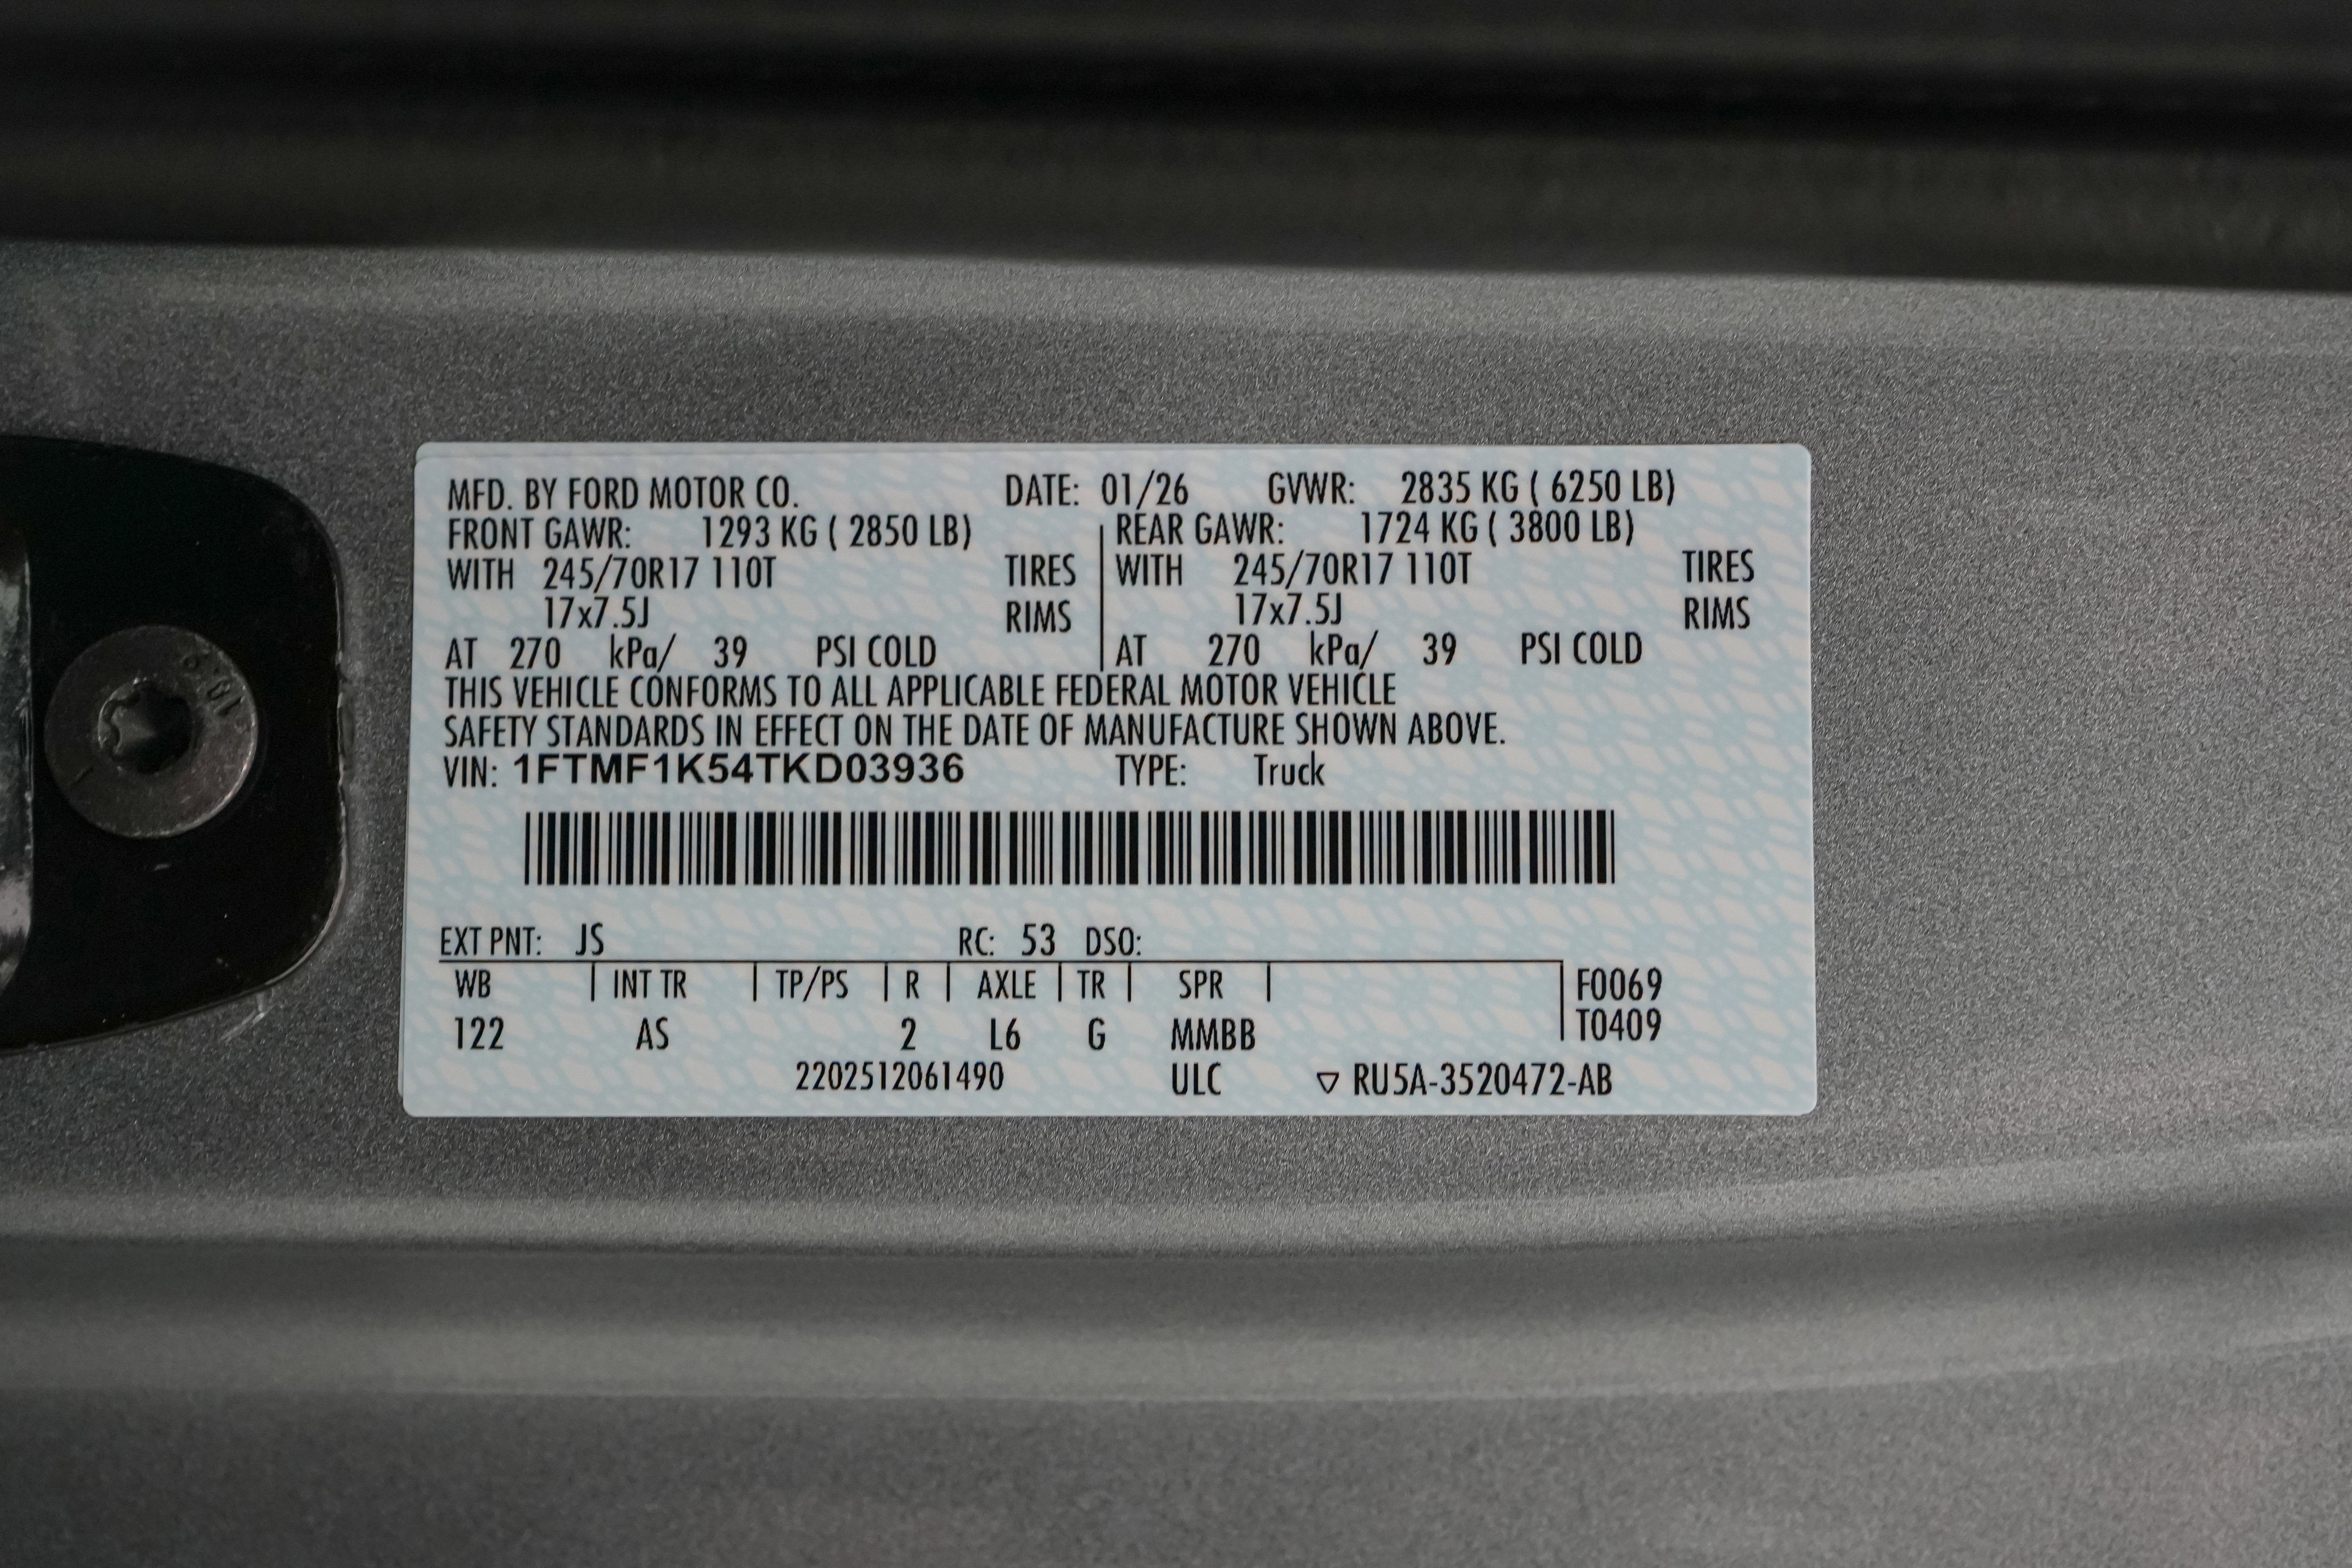 MFD. BY FORD MOTOR CO. DATE: 01/26 GVWR: 2835 KG ( 6250 LB)
FRONT GAWR: 1293 KG ( 2850 LB) REAR GAWR: 1724 KG ( 3800 LB)
WITH 245/70R17 110T TIRES WITH 245/70R17 110T TIRES
17x7.5J RIMS 17x7.5J RIMS
AT 270 kPa/ 39 PSI COLD AT 270 kPa/ 39 PSI COLD
THIS VEHICLE CONFORMS TO ALL APPLICABLE FEDERAL MOTOR VEHICLE
SAFETY STANDARDS IN EFFECT ON THE DATE OF MANUFACTURE SHOWN ABOVE.
VIN: 1FTMF1K54TKD03936 TYPE: Truck
EXT PNT: JS RC: 53 DSO:
WB INT TR TP/PS R AXLE TR SPR F0069
122 AS 2 L6 G MMBB T0409
2202512061490 ULC ▽ RU5A-3520472-AB
10.9